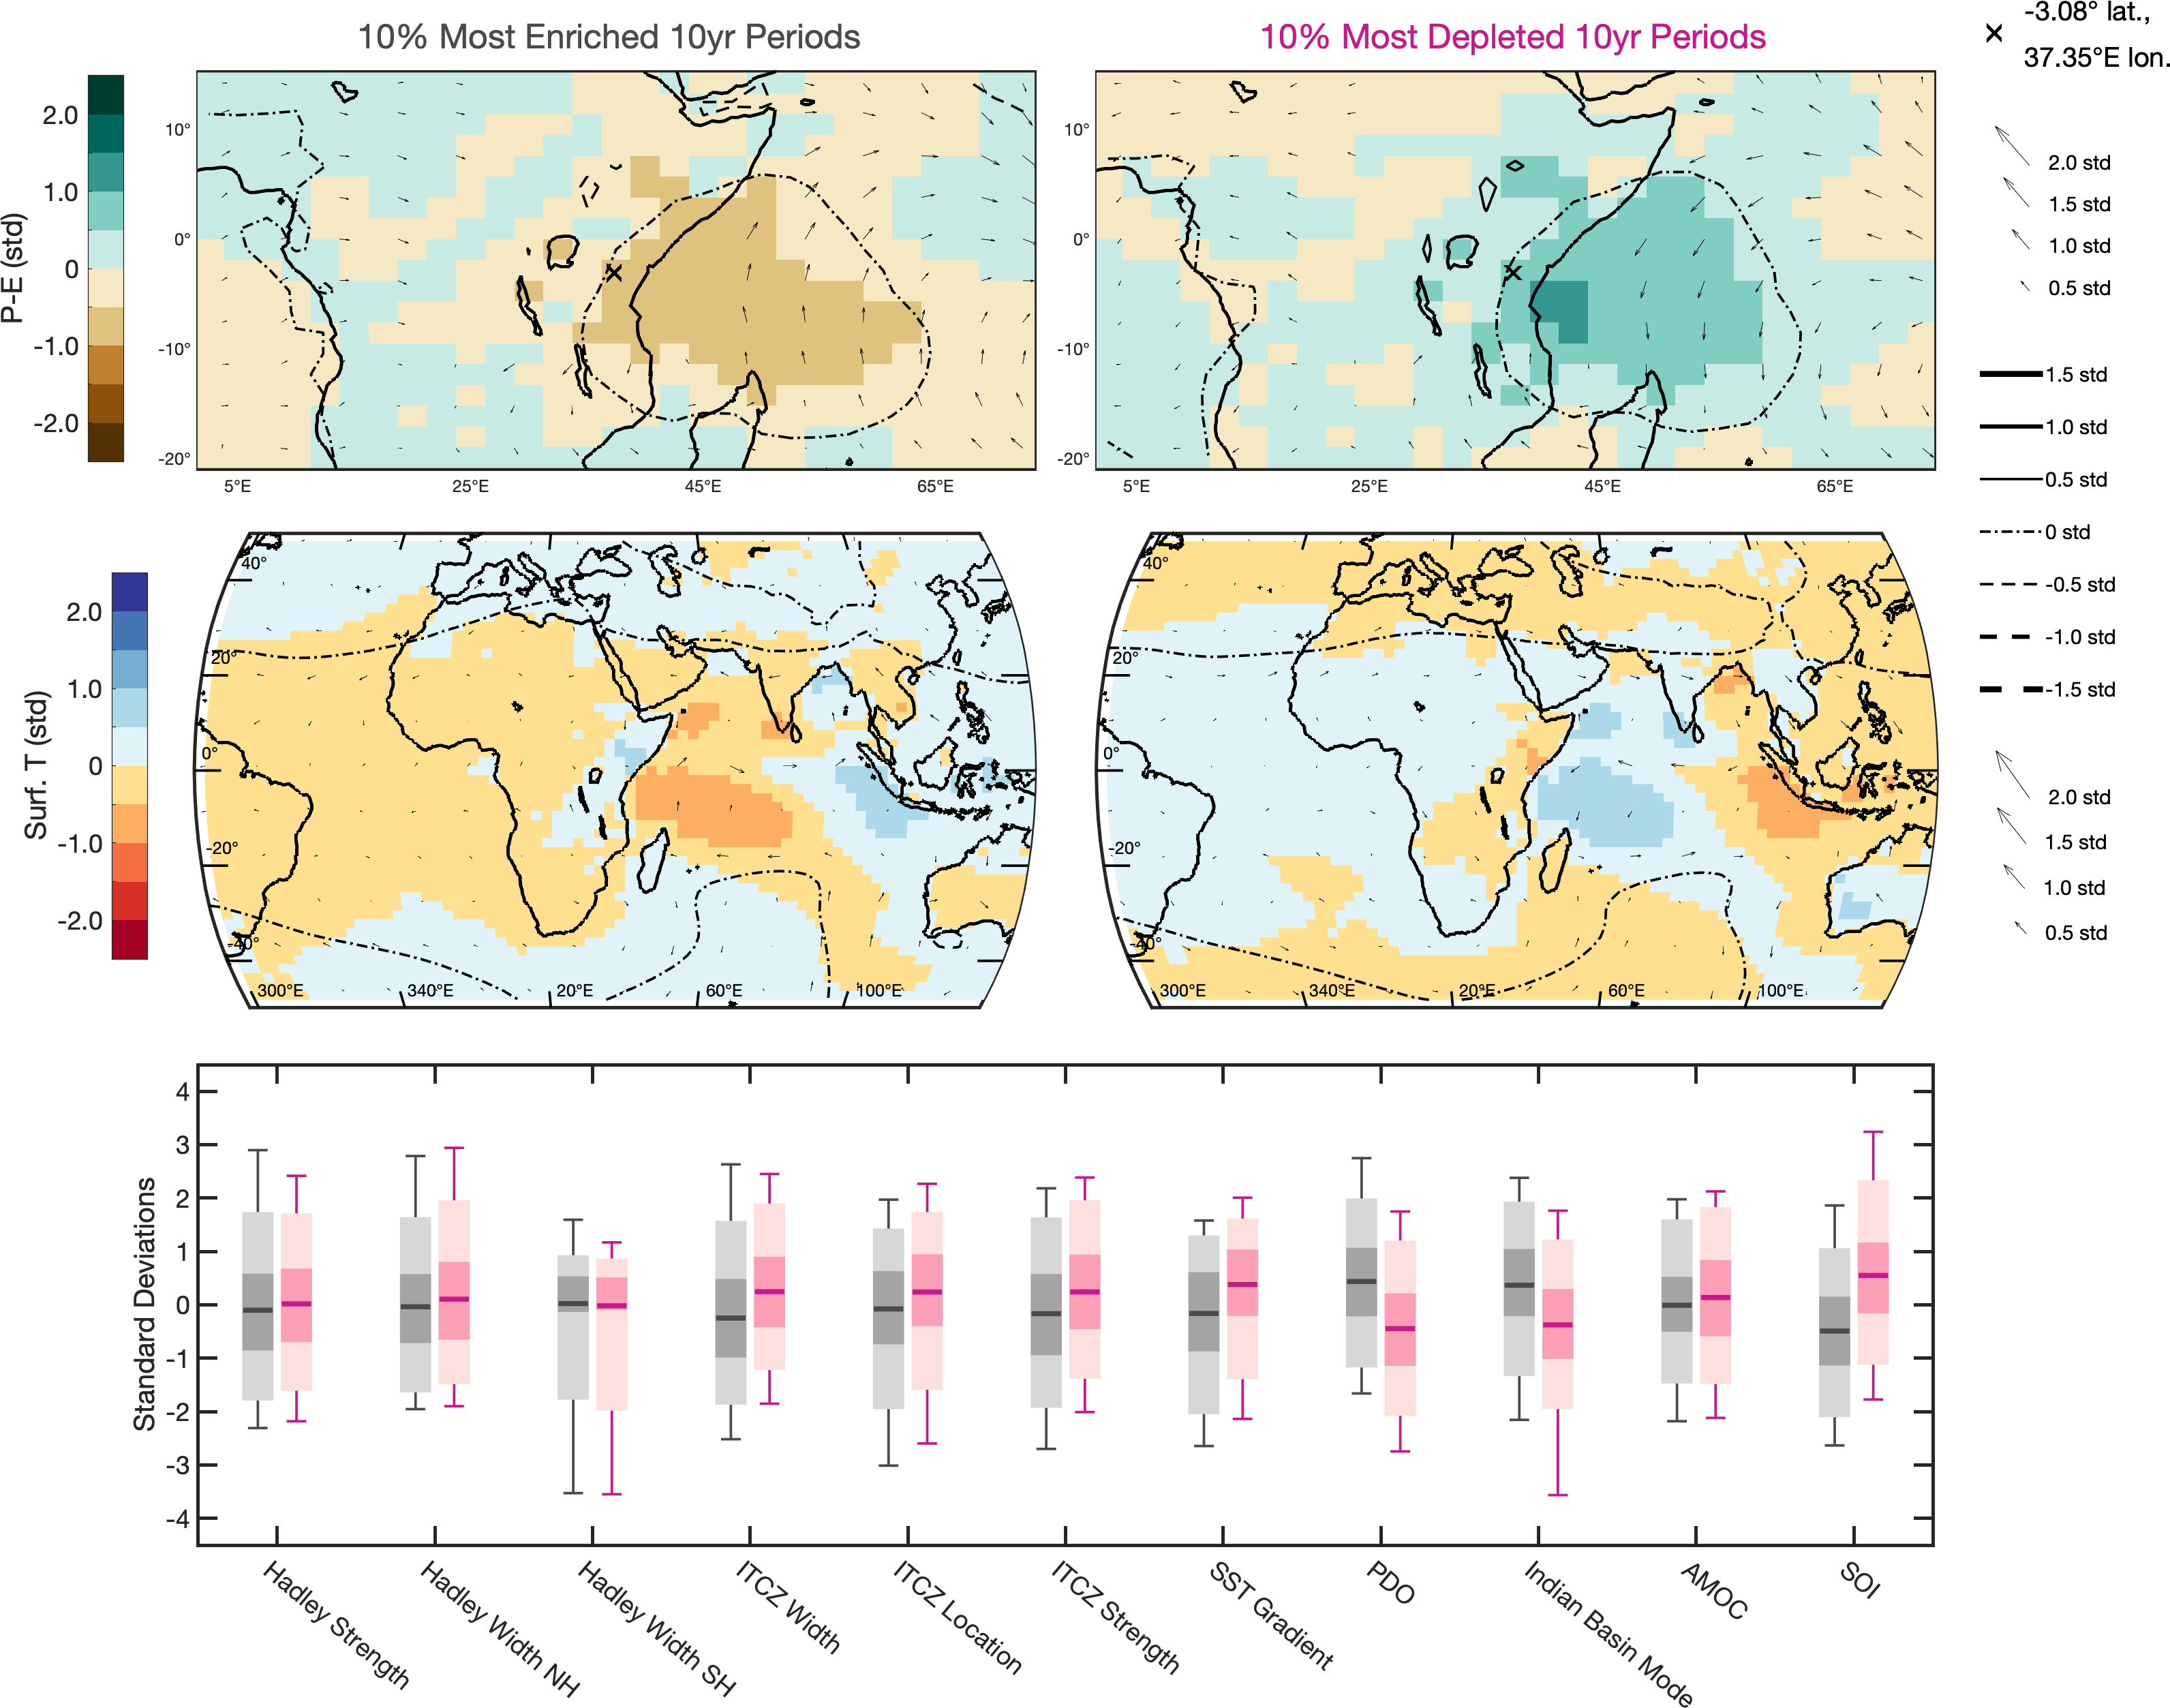 10% Most Enriched 10yr Periods
10% Most Depleted 10yr Periods
-3.08° lat.,
37.35°E lon.
P-E (std)
2.0
1.0
0
-1.0
-2.0
10°
0°
-10°
-20°
5°E 25°E 45°E 65°E
10°
0°
-10°
-20°
5°E 25°E 45°E 65°E
2.0 std
1.5 std
1.0 std
0.5 std
1.5 std
1.0 std
0.5 std
0 std
-0.5 std
-1.0 std
-1.5 std
Surf. T (std)
2.0
1.0
0
-1.0
-2.0
40°
20°
0°
-20°
-40°
300°E 340°E 20°E 60°E 100°E
40°
20°
0°
-20°
-40°
300°E 340°E 20°E 60°E 100°E
2.0 std
1.5 std
1.0 std
0.5 std
Standard Deviations
4
3
2
1
0
-1
-2
-3
-4
Hadley Strength
Hadley Width NH
Hadley Width SH
ITCZ Width
ITCZ Location
ITCZ Strength
SST Gradient
PDO
Indian Basin Mode
AMOC
SOI